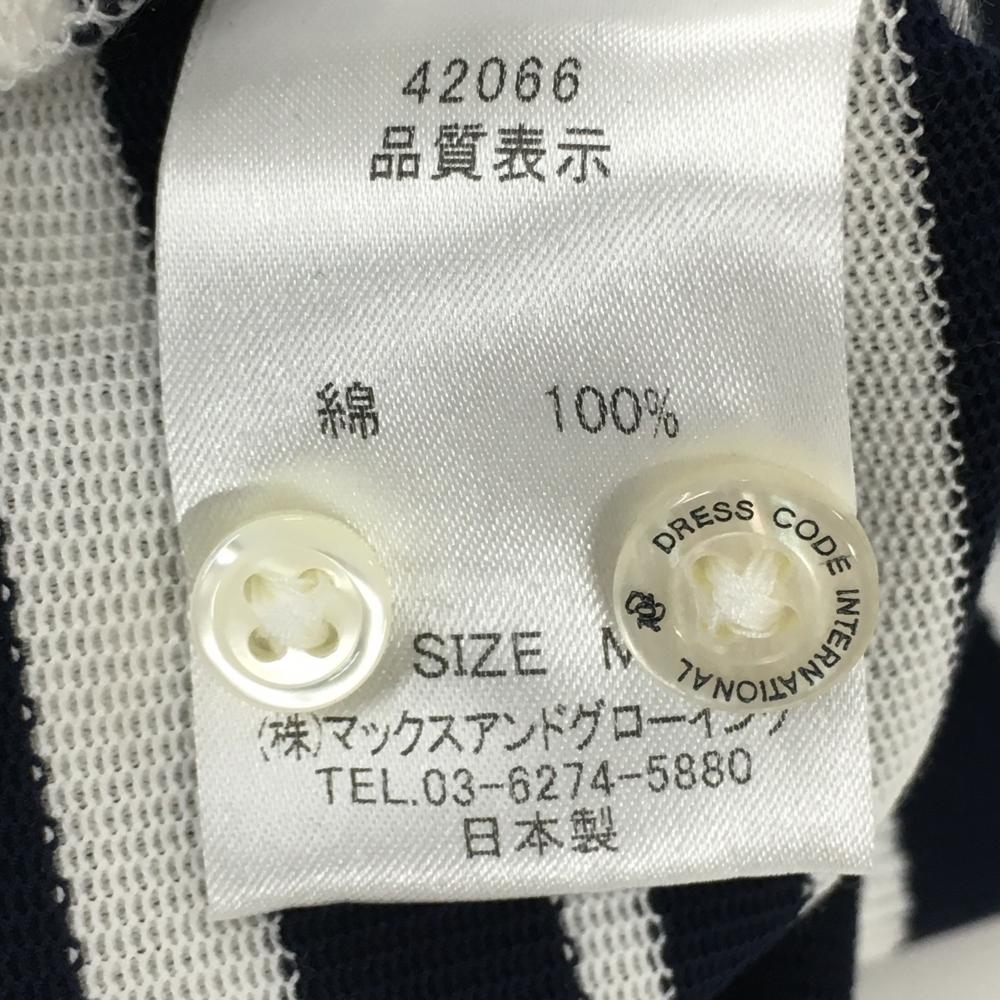 42066
品質表示
綿 100%
DRESS CODE INTERNATIONAL
SIZE M
(株)マックスアンドグローイング
TEL.03-6274-5880
日本製